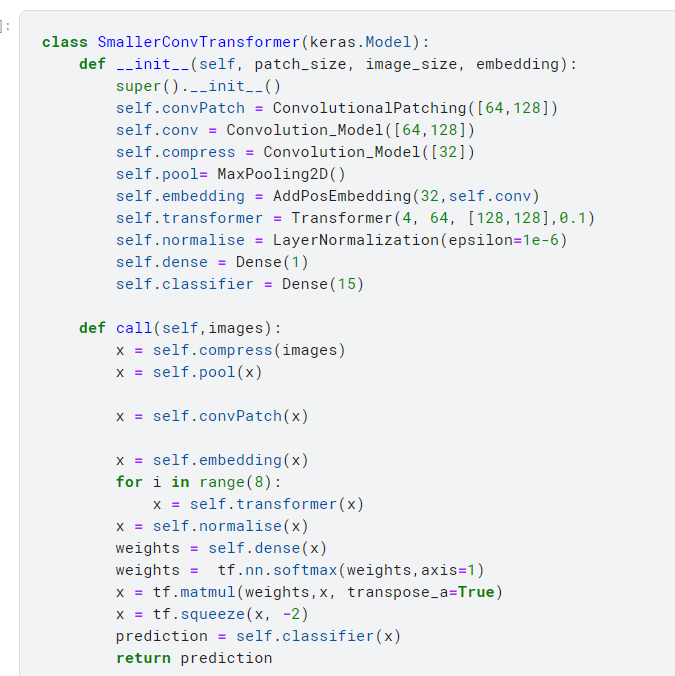 ]:
class SmallerConvTransformer(keras.Model):
    def __init__(self, patch_size, image_size, embedding):
        super().__init__()
        self.convPatch = ConvolutionalPatching([64,128])
        self.conv = Convolution_Model([64,128])
        self.compress = Convolution_Model([32])
        self.pool= MaxPooling2D()
        self.embedding = AddPosEmbedding(32,self.conv)
        self.transformer = Transformer(4, 64, [128,128],0.1)
        self.normalise = LayerNormalization(epsilon=1e-6)
        self.dense = Dense(1)
        self.classifier = Dense(15)
    def call(self,images):
        x = self.compress(images)
        x = self.pool(x)
        x = self.convPatch(x)
        x = self.embedding(x)
        for i in range(8):
            x = self.transformer(x)
        x = self.normalise(x)
        weights = self.dense(x)
        weights =  tf.nn.softmax(weights,axis=1)
        x = tf.matmul(weights,x, transpose_a=True)
        x = tf.squeeze(x, -2)
        prediction = self.classifier(x)
        return prediction